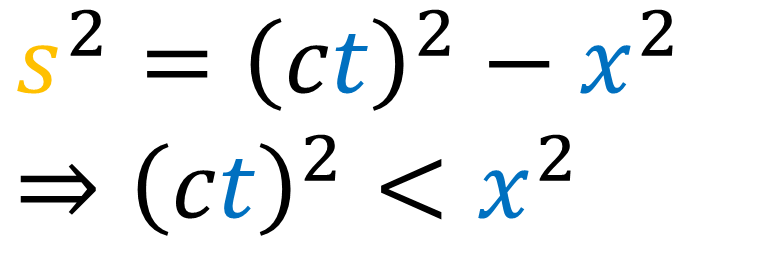 s² = (ct)² − x²
⇒ (ct)² < x²